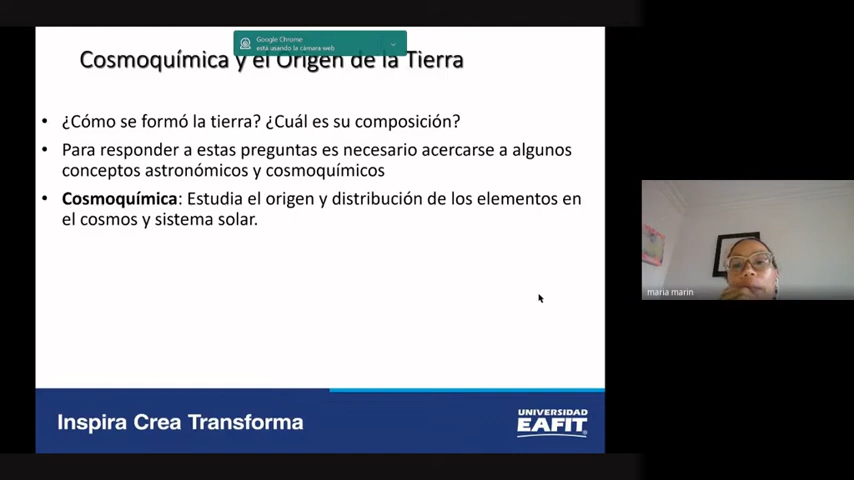 Google Chrome
está usando la cámara web
Cosmoquímica y el Origen de la Tierra
• ¿Cómo se formó la tierra? ¿Cuál es su composición?
• Para responder a estas preguntas es necesario acercarse a algunos
conceptos astronómicos y cosmoquímicos
• Cosmoquímica: Estudia el origen y distribución de los elementos en
el cosmos y sistema solar.
maria marin
Inspira Crea Transforma
UNIVERSIDAD
EAFIT